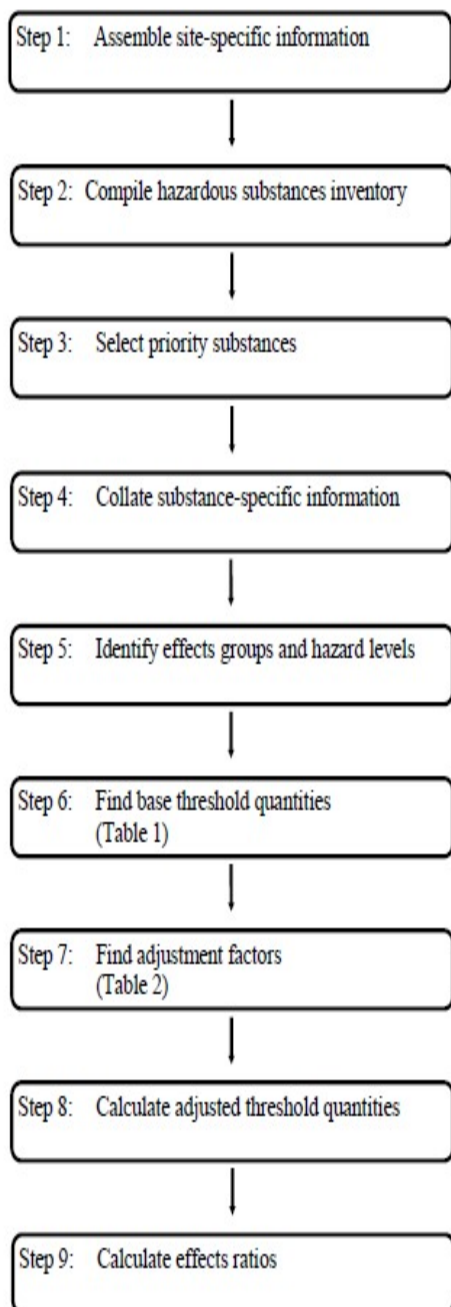 Step 1: Assemble site-specific information
Step 2: Compile hazardous substances inventory
Step 3: Select priority substances
Step 4: Collate substance-specific information
Step 5: Identify effects groups and hazard levels
Step 6: Find base threshold quantities
(Table 1)
Step 7: Find adjustment factors
(Table 2)
Step 8: Calculate adjusted threshold quantities
Step 9: Calculate effects ratios